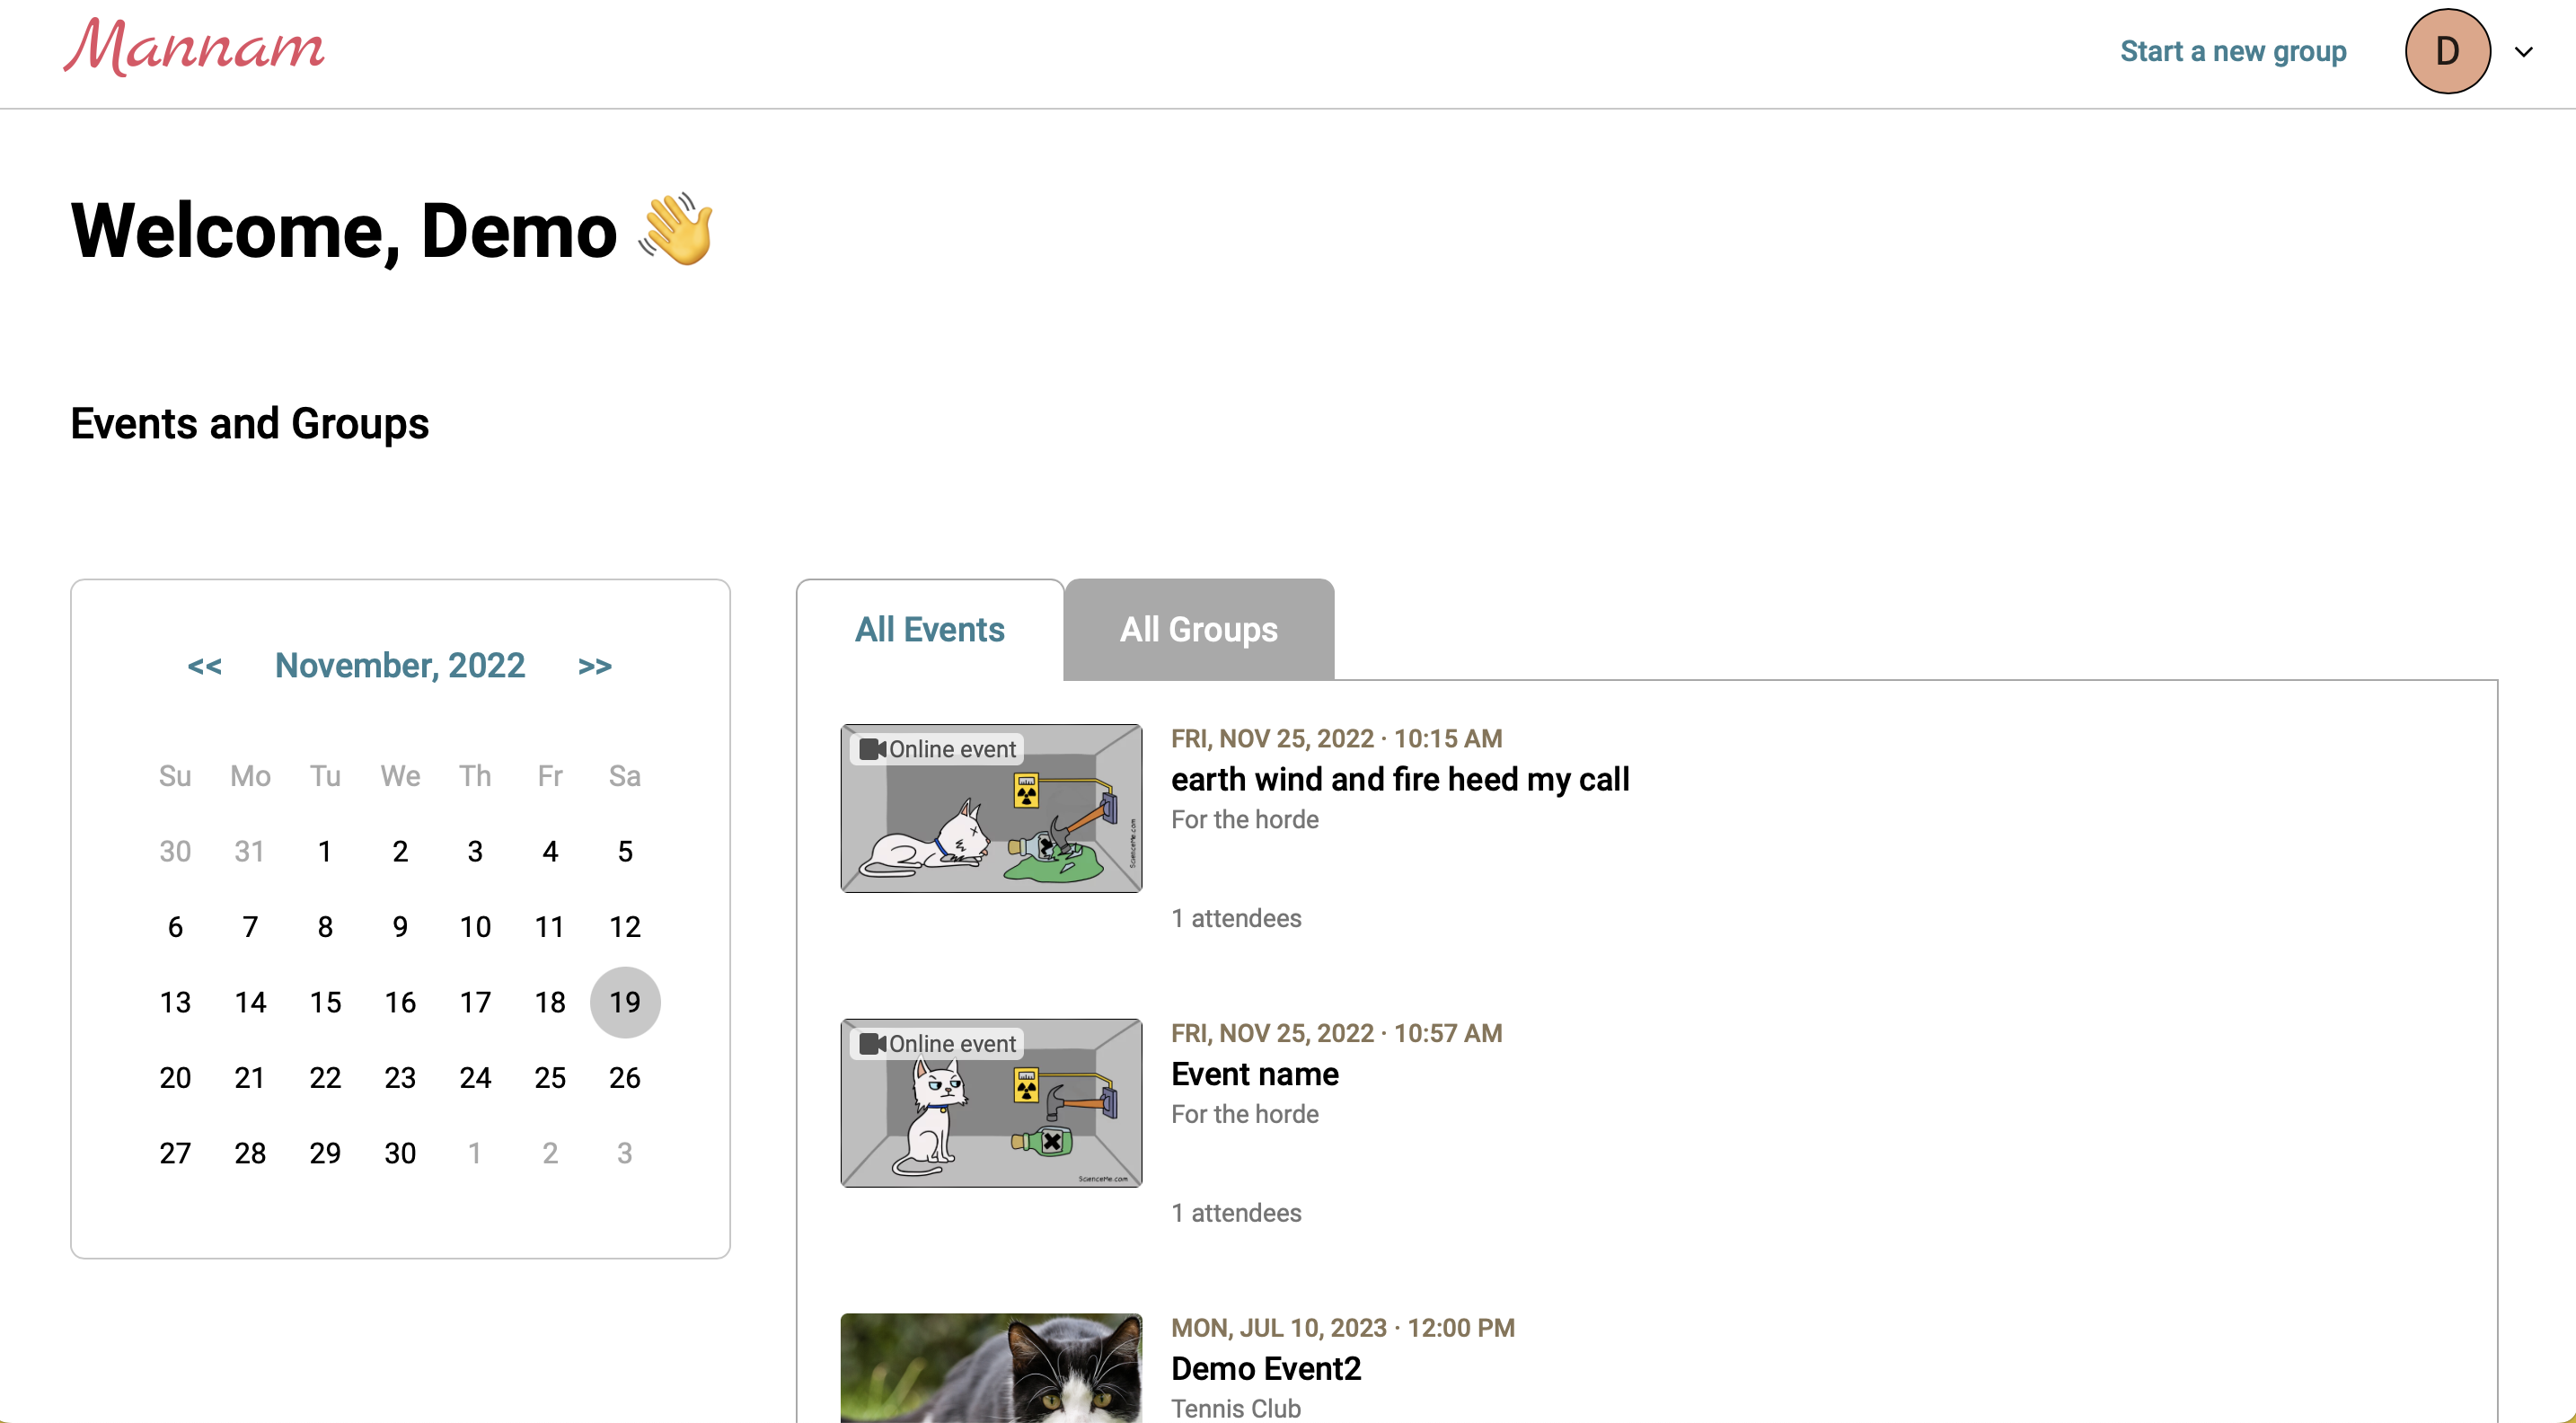 Mannam
Start a new group
D
Welcome, Demo 👋
Events and Groups
<< November, 2022 >>
Su Mo Tu We Th Fr Sa
30 31 1 2 3 4 5
6 7 8 9 10 11 12
13 14 15 16 17 18 19
20 21 22 23 24 25 26
27 28 29 30 1 2 3
All Events
All Groups
Online event
ScienceMe.com
FRI, NOV 25, 2022 · 10:15 AM
earth wind and fire heed my call
For the horde
1 attendees
Online event
ScienceMe.com
FRI, NOV 25, 2022 · 10:57 AM
Event name
For the horde
1 attendees
MON, JUL 10, 2023 · 12:00 PM
Demo Event2
Tennis Club